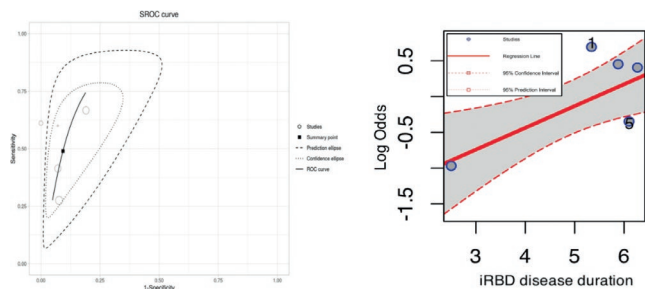 SROC curve
1.00
0.75
0.50
0.25
0.00
Sensitivity
0.00
0.25
0.50
0.75
1.00
1-Specificity
Studies
Summary point
Prediction ellipse
Confidence ellipse
ROC curve
Studies
Regression Line
95% Confidence Interval
95% Prediction Interval
1
5
Log Odds
0.5
-0.5
-1.5
3 4 5 6
iRBD disease duration